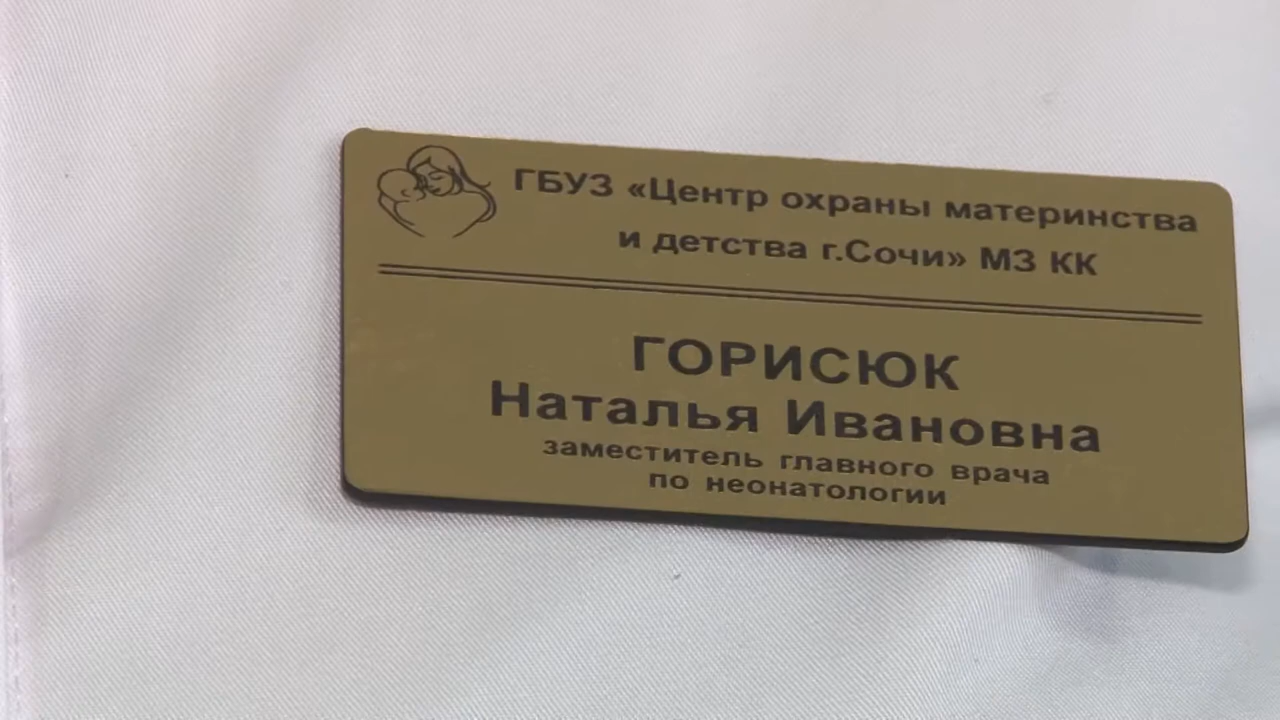 ГБУЗ «Центр охраны материнства
и детства г.Сочи» МЗ КК
ГОРИСЮК
Наталья Ивановна
заместитель главного врача
по неонатологии